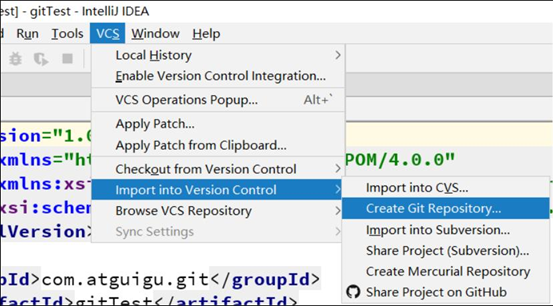 test] - gitTest] - IntelliJ IDEA
d Run Tools VCS Window Help
Local History
Enable Version Control Integration...
VCS Operations Popup... Alt+`
Apply Patch...
Apply Patch from Clipboard...
Checkout from Version Control
Import into Version Control
Browse VCS Repository
Sync Settings
Import into CVS...
Create Git Repository...
Import into Subversion...
Share Project (Subversion)...
Create Mercurial Repository
Share Project on GitHub
sion="1.0
xmlns="ht POM/4.0.0"
xmlns:xst
xsi:schem
lVersion>
pId>com.atguigu.git</groupId>
factId>gitTest</artifactId>